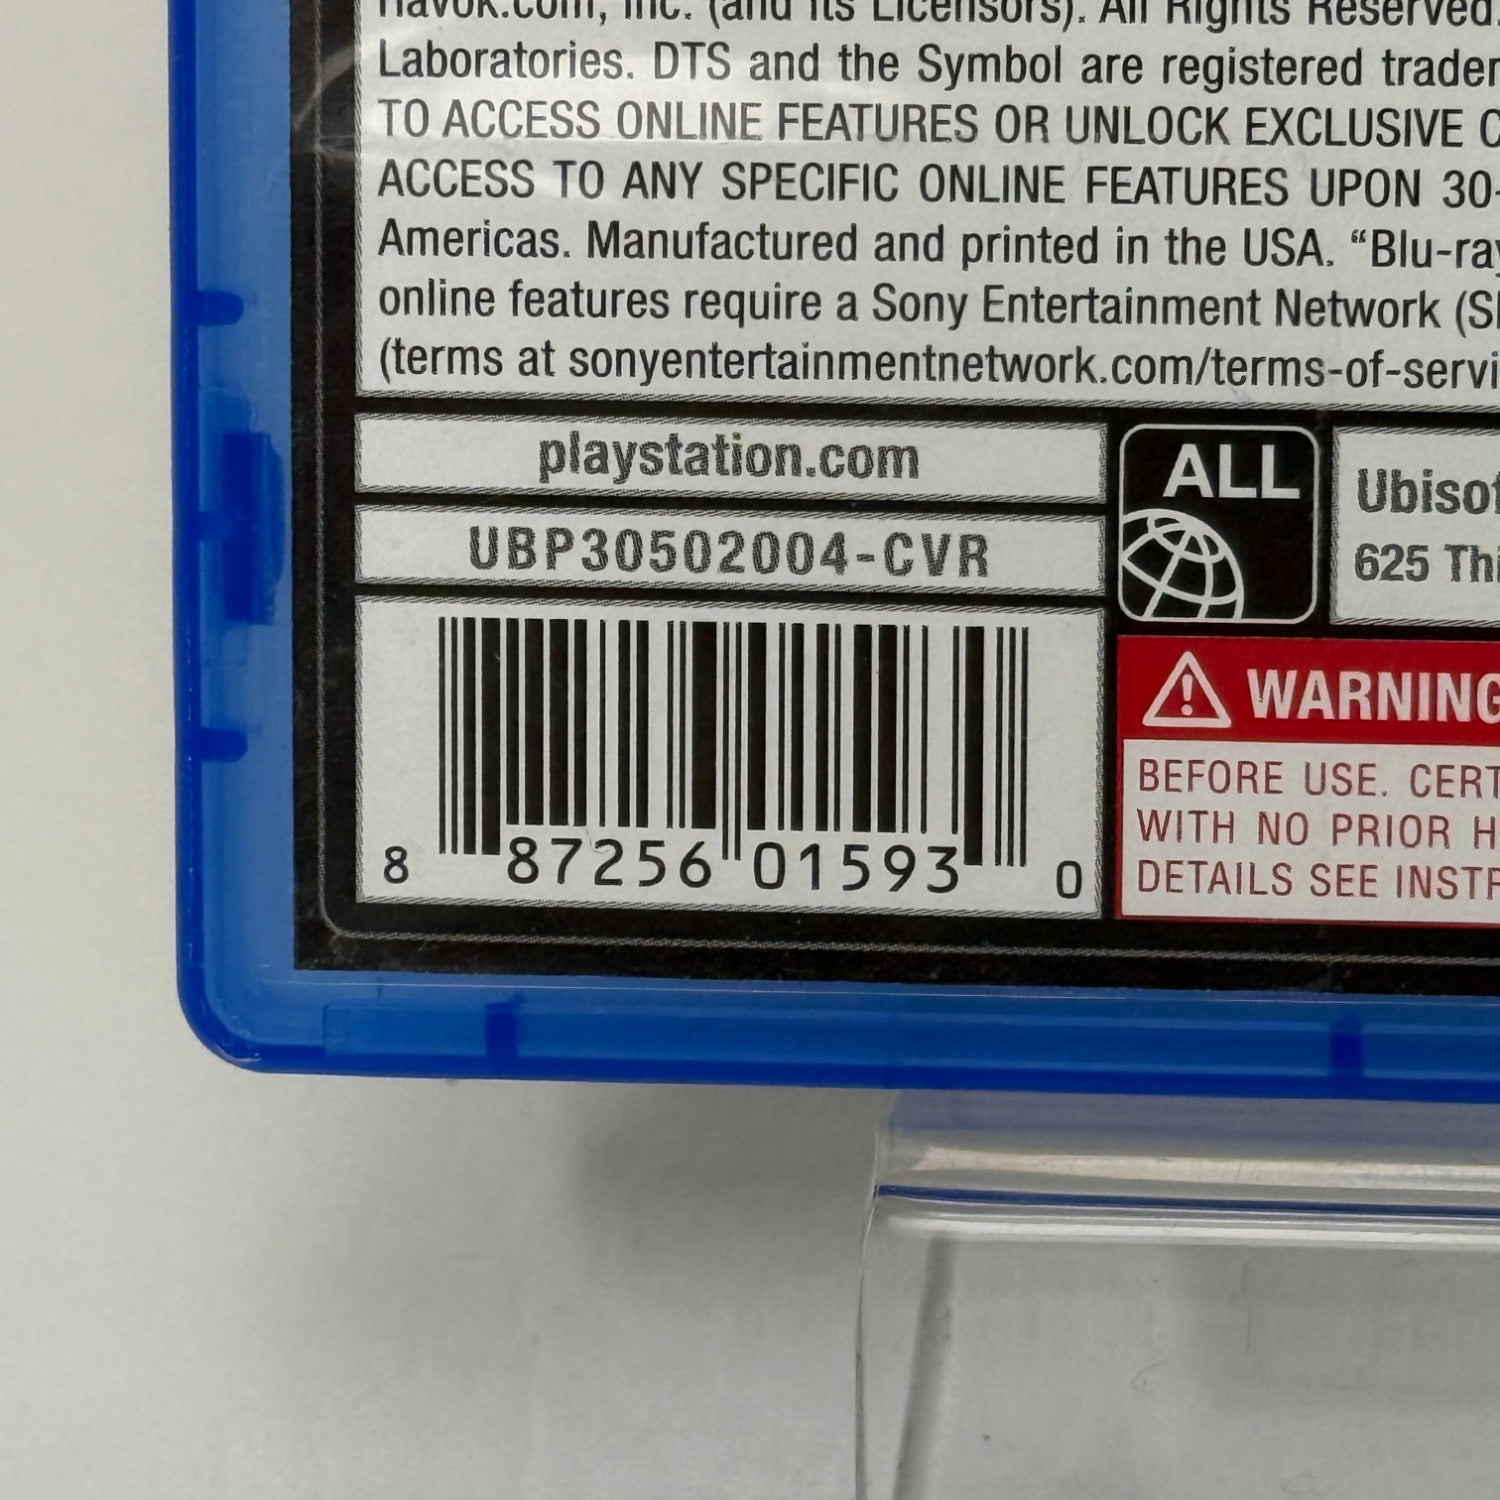 Havok.com, Inc. (and its Licensors). All Rights Reserved.
Laboratories. DTS and the Symbol are registered
TO ACCESS ONLINE FEATURES OR UNLOCK EXCLUSIVE
ACCESS TO ANY SPECIFIC ONLINE FEATURES UPON 30-
Americas. Manufactured and printed in the USA. “Blu-ray
online features require a Sony Entertainment Network
(terms at sonyentertainmentnetwork.com/terms-of-servi
playstation.com
ALL
UBP30502004-CVR
Ubisof
625 Thi
8 87256 01593 0
WARNING
BEFORE USE. CERT
WITH NO PRIOR H
DETAILS SEE INSTR